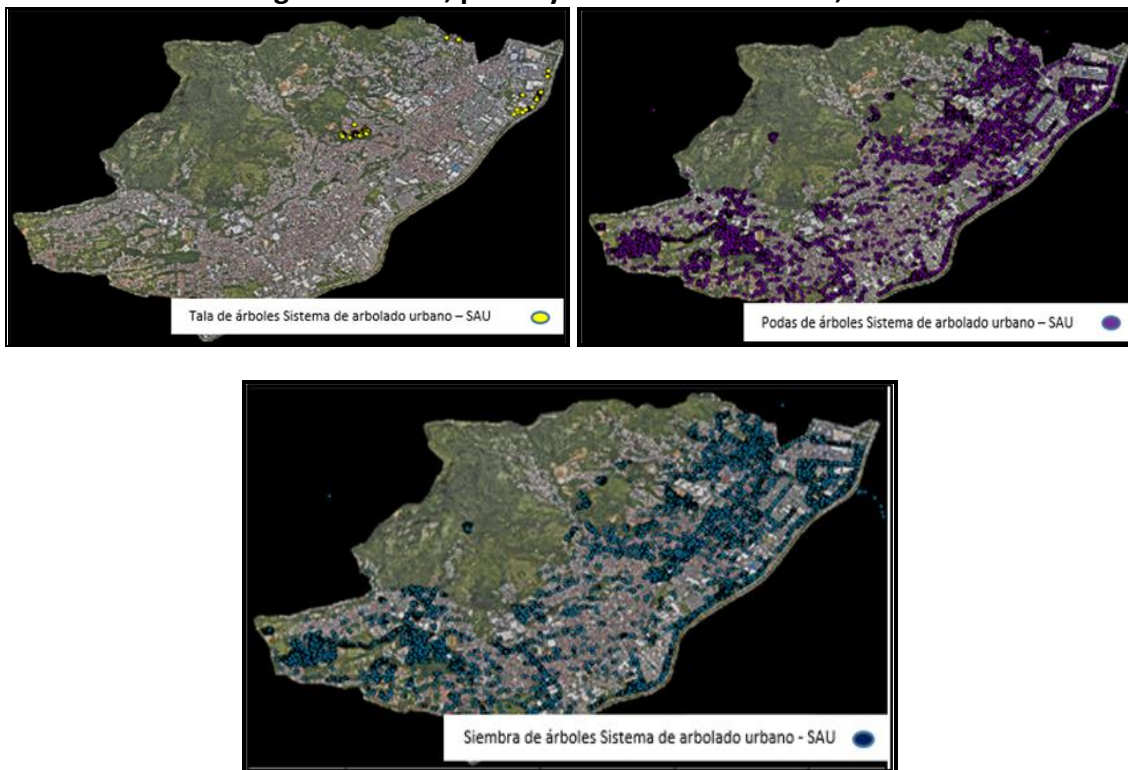 Tala de árboles Sistema de arbolado urbano – SAU
Podas de árboles Sistema de arbolado urbano – SAU
Siembra de árboles Sistema de arbolado urbano - SAU